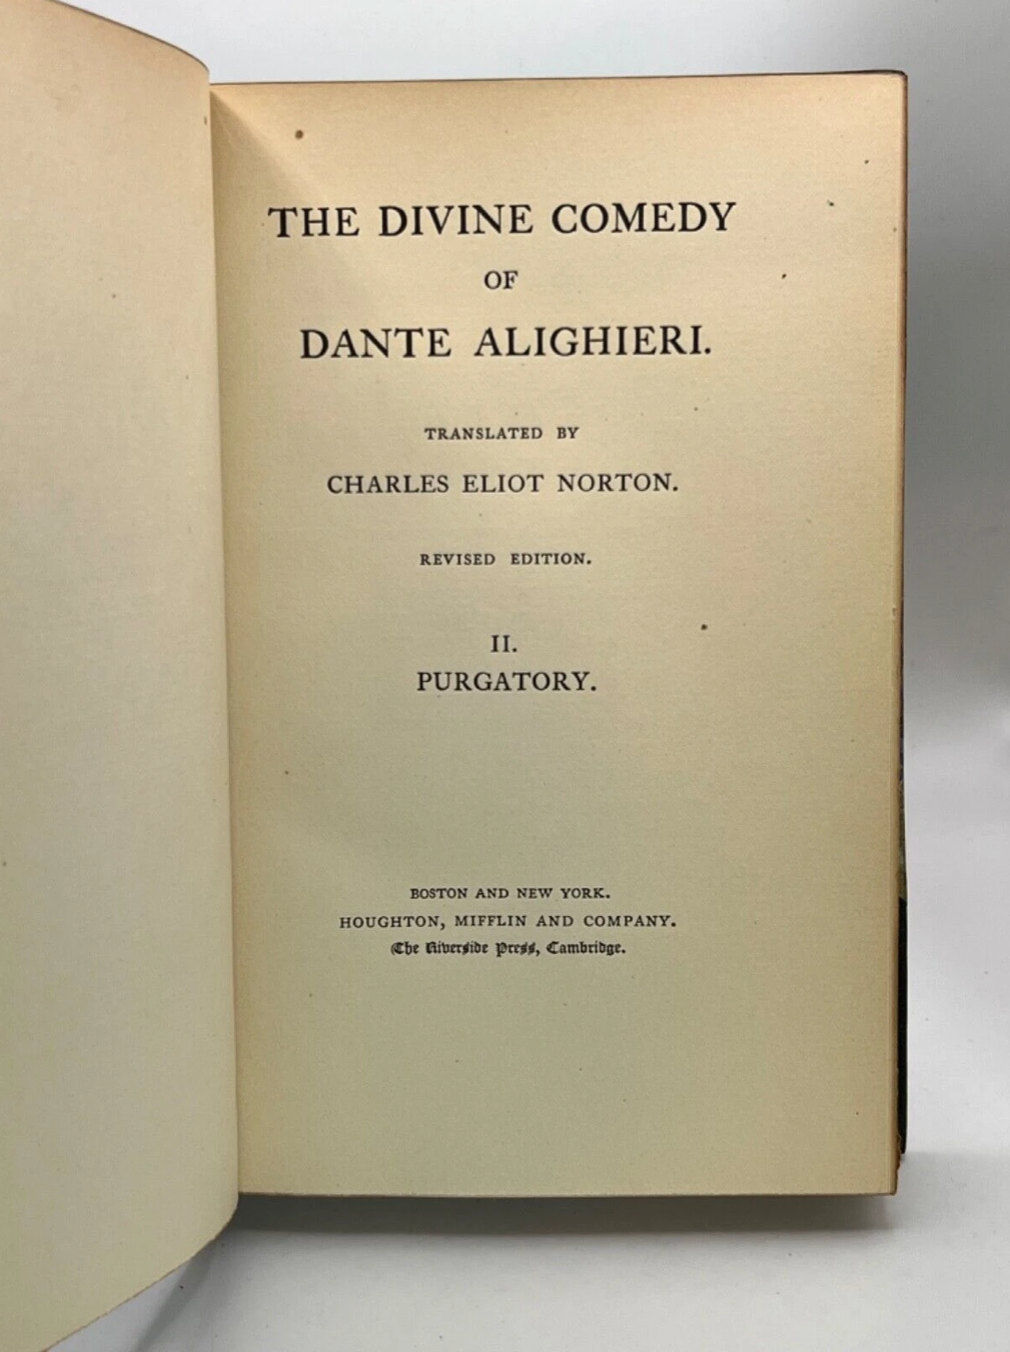 THE DIVINE COMEDY
OF
DANTE ALIGHIERI.
TRANSLATED BY
CHARLES ELIOT NORTON.
REVISED EDITION.
II.
PURGATORY.
BOSTON AND NEW YORK.
HOUGHTON, MIFFLIN AND COMPANY.
The Riverside Press, Cambridge.